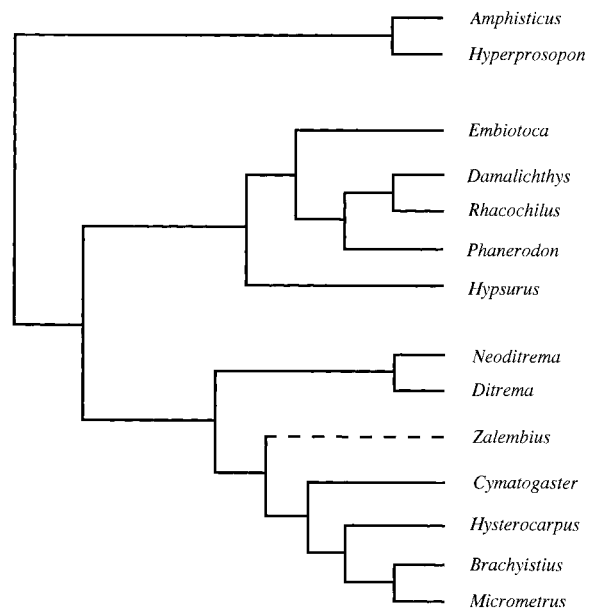 Amphisticus
Hyperprosopon
Embiotoca
Damalichthys
Rhacochilus
Phanerodon
Hypsurus
Neoditrema
Ditrema
Zalembius
Cymatogaster
Hysterocarpus
Brachyistius
Micrometrus